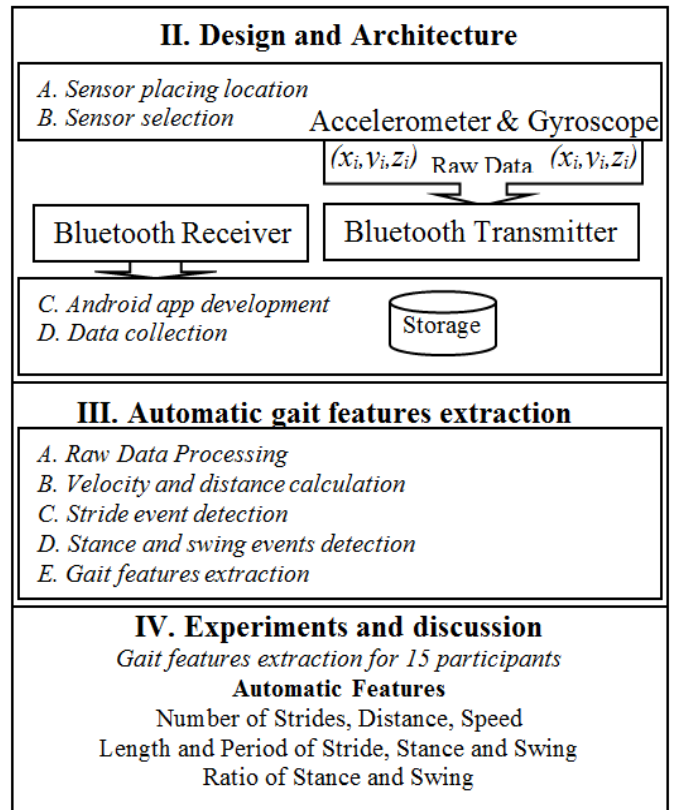 II. Design and Architecture
A. Sensor placing location
B. Sensor selection
Accelerometer & Gyroscope
(xi,yi,zi) Raw Data (xi,yi,zi)
Bluetooth Receiver
Bluetooth Transmitter
C. Android app development
D. Data collection
Storage
III. Automatic gait features extraction
A. Raw Data Processing
B. Velocity and distance calculation
C. Stride event detection
D. Stance and swing events detection
E. Gait features extraction
IV. Experiments and discussion
Gait features extraction for 15 participants
Automatic Features
Number of Strides, Distance, Speed
Length and Period of Stride, Stance and Swing
Ratio of Stance and Swing